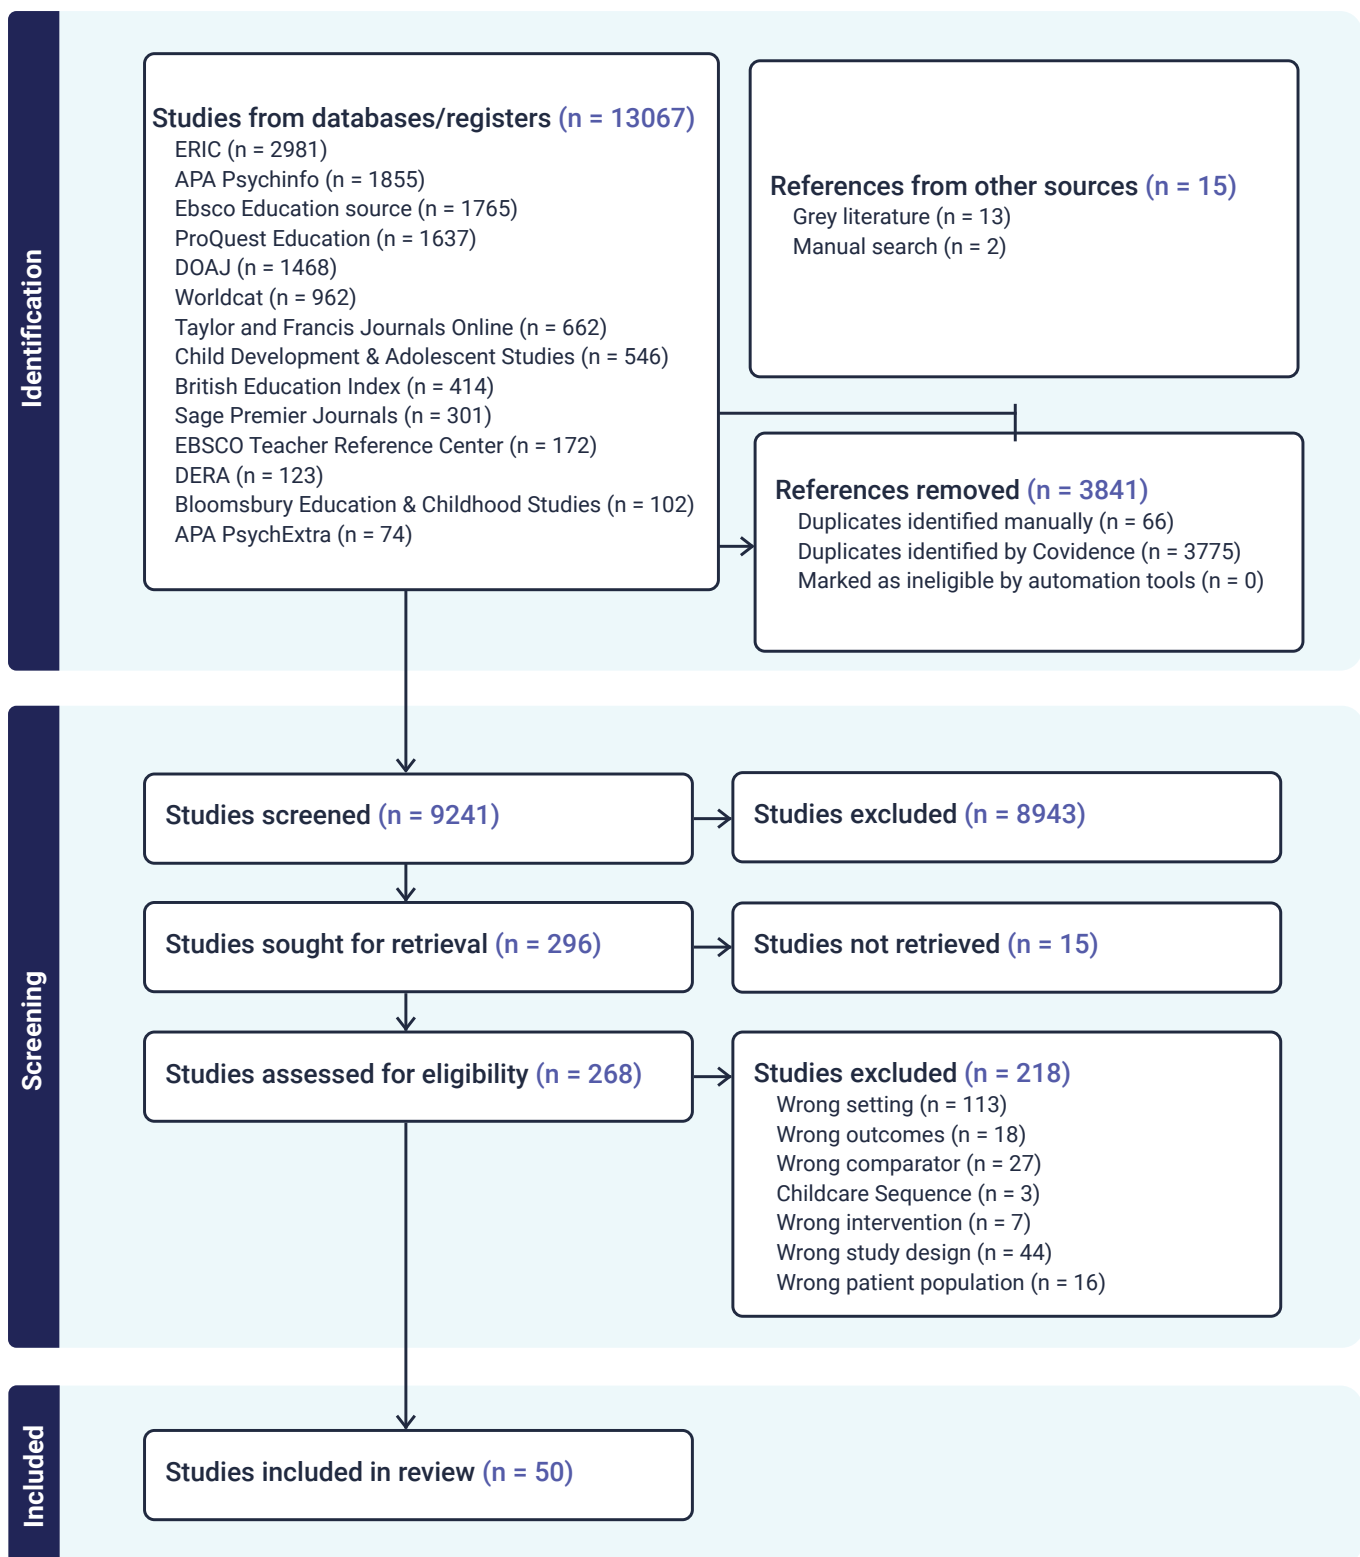 Identification
Studies from databases/registers (n = 13067)
ERIC (n = 2981)
APA Psychinfo (n = 1855)
Ebsco Education source (n = 1765)
ProQuest Education (n = 1637)
DOAJ (n = 1468)
Worldcat (n = 962)
Taylor and Francis Journals Online (n = 662)
Child Development & Adolescent Studies (n = 546)
British Education Index (n = 414)
Sage Premier Journals (n = 301)
EBSCO Teacher Reference Center (n = 172)
DERA (n = 123)
Bloomsbury Education & Childhood Studies (n = 102)
APA PsychExtra (n = 74)
References from other sources (n = 15)
Grey literature (n = 13)
Manual search (n = 2)
References removed (n = 3841)
Duplicates identified manually (n = 66)
Duplicates identified by Covidence (n = 3775)
Marked as ineligible by automation tools (n = 0)
Screening
Studies screened (n = 9241)
Studies excluded (n = 8943)
Studies sought for retrieval (n = 296)
Studies not retrieved (n = 15)
Studies assessed for eligibility (n = 268)
Studies excluded (n = 218)
Wrong setting (n = 113)
Wrong outcomes (n = 18)
Wrong comparator (n = 27)
Childcare Sequence (n = 3)
Wrong intervention (n = 7)
Wrong study design (n = 44)
Wrong patient population (n = 16)
Included
Studies included in review (n = 50)